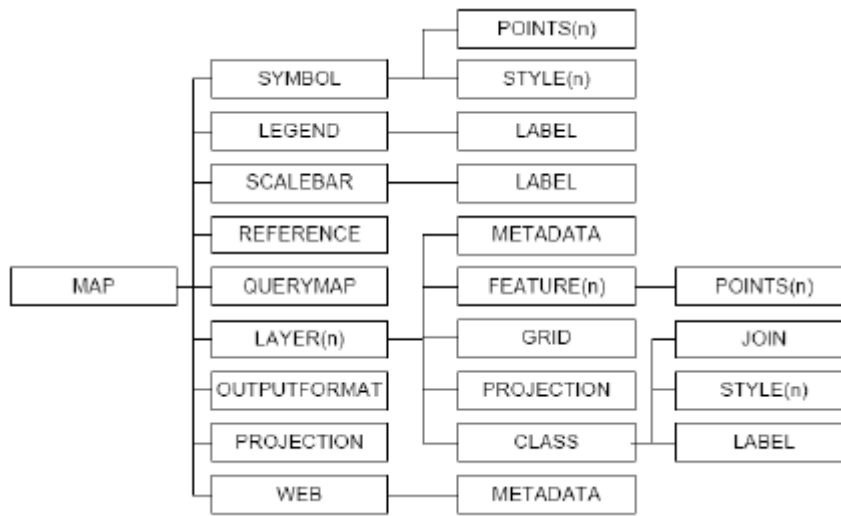 POINTS(n)
SYMBOL STYLE(n)
LEGEND LABEL
SCALEBAR LABEL
REFERENCE METADATA
MAP QUERYMAP FEATURE(n) POINTS(n)
LAYER(n) GRID JOIN
OUTPUTFORMAT PROJECTION STYLE(n)
PROJECTION CLASS LABEL
WEB METADATA